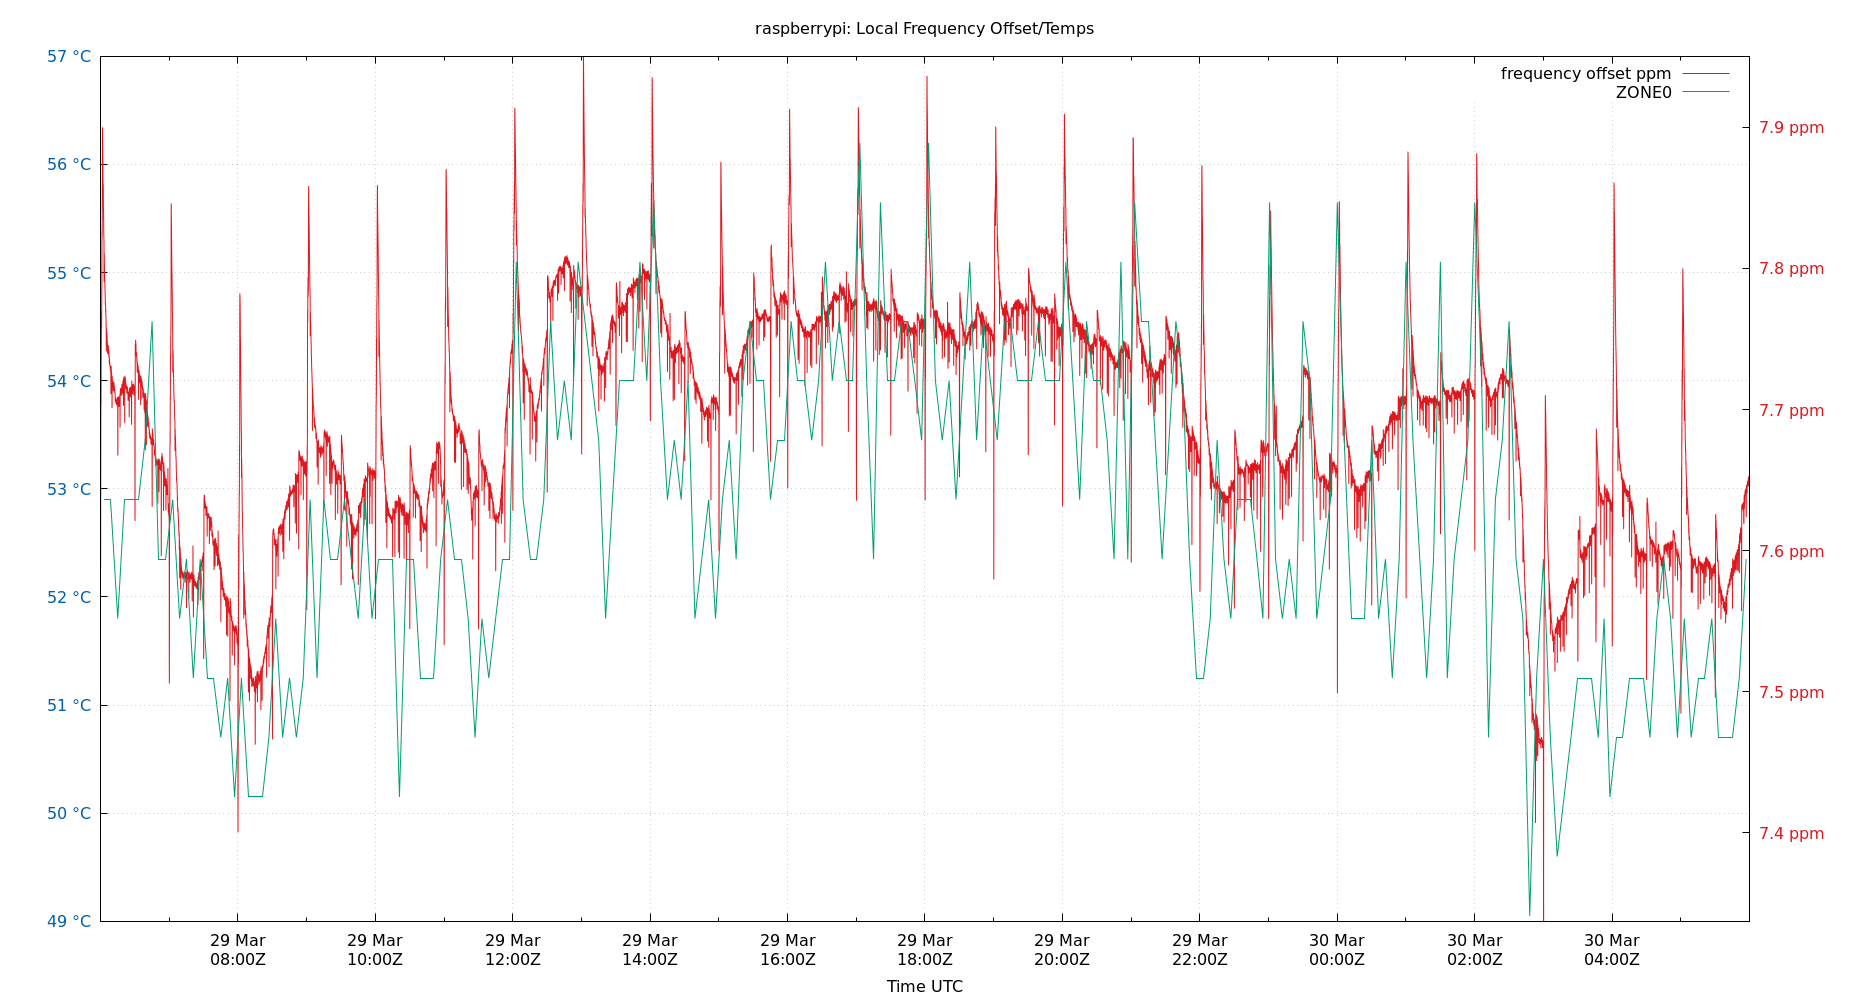 raspberrypi: Local Frequency Offset/Temps
frequency offset ppm
ZONE0
57 °C
56 °C
55 °C
54 °C
53 °C
52 °C
51 °C
50 °C
49 °C
7.9 ppm
7.8 ppm
7.7 ppm
7.6 ppm
7.5 ppm
7.4 ppm
29 Mar
08:00Z
29 Mar
10:00Z
29 Mar
12:00Z
29 Mar
14:00Z
29 Mar
16:00Z
29 Mar
18:00Z
29 Mar
20:00Z
29 Mar
22:00Z
30 Mar
00:00Z
30 Mar
02:00Z
30 Mar
04:00Z
Time UTC